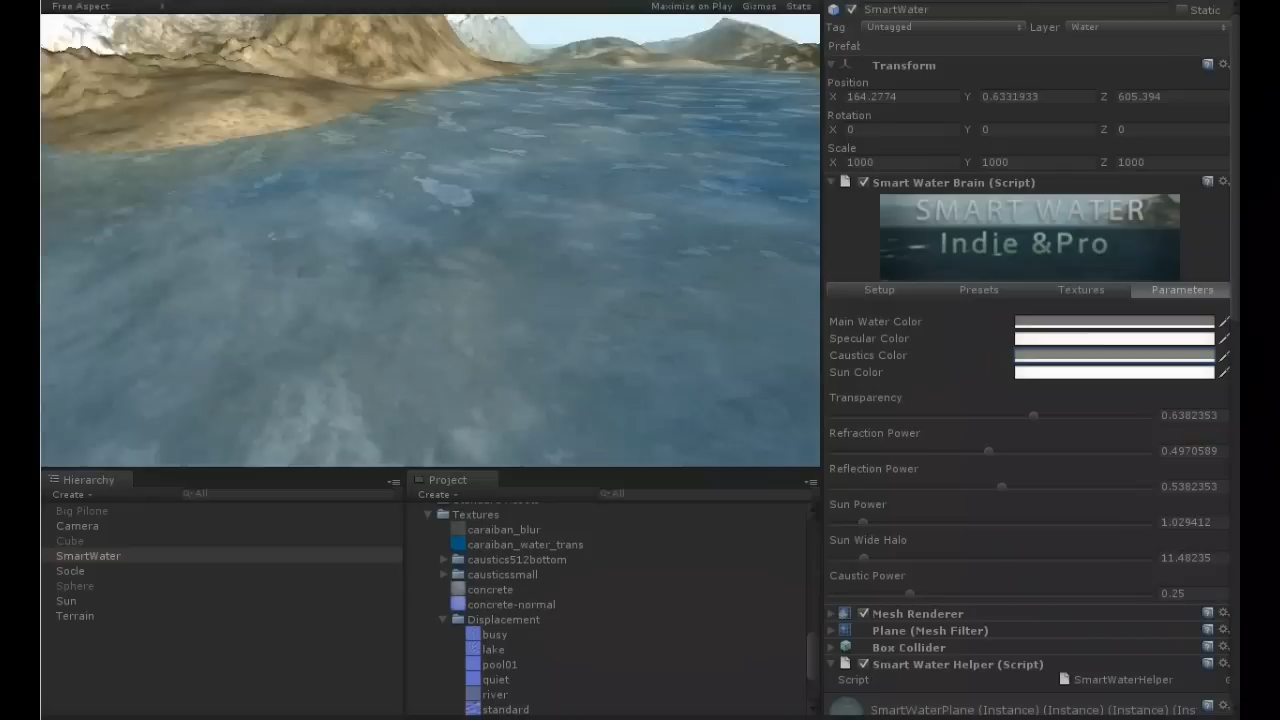 Free Aspect
Maximize on Play Gizmos Stats
Hierarchy
Create
All
Big Pilone
Camera
Cube
SmartWater
Socle
Sphere
Sun
Terrain
Project
Create
All
Textures
caraiban_blur
caraiban_water_trans
caustics512bottom
causticssmall
concrete
concrete-normal
Displacement
busy
lake
pool01
quiet
river
standard
SmartWater
Static
Tag Untagged Layer Water
Prefab
Transform
Position
X 164.2774 Y 0.6331933 Z 605.394
Rotation
X 0 Y 0 Z 0
Scale
X 1000 Y 1000 Z 1000
Smart Water Brain (Script)
SMART WATER
Indie &Pro
Setup Presets Textures Parameters
Main Water Color
Specular Color
Caustics Color
Sun Color
Transparency
0.6382353
Refraction Power
0.4970589
Reflection Power
0.5382353
Sun Power
1.029412
Sun Wide Halo
11.48235
Caustic Power
0.25
Mesh Renderer
Plane (Mesh Filter)
Box Collider
Smart Water Helper (Script)
Script SmartWaterHelper
SmartWaterPlane (Instance) (Instance) (Instance) (Ins